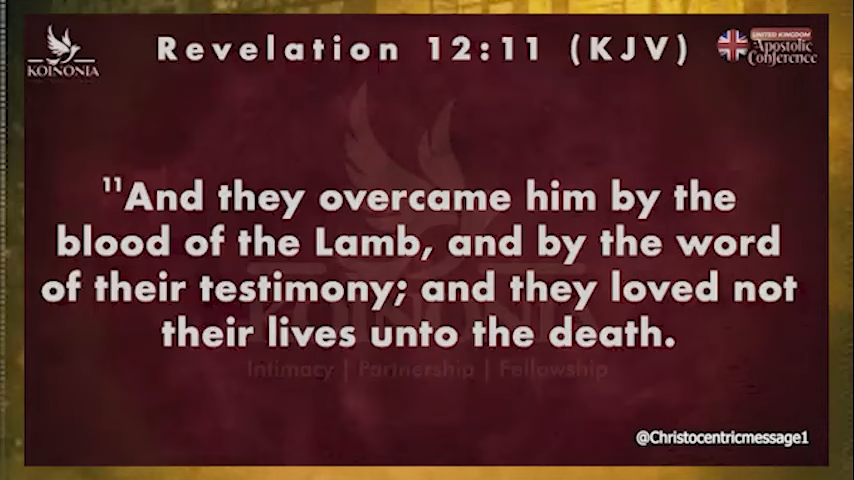 Revelation 12:11 (KJV)
KOINONIA
UNITED KINGDOM
Apostolic
Conference
¹¹And they overcame him by the
blood of the Lamb, and by the word
of their testimony; and they loved not
their lives unto the death.
KOINONIA
Intimacy | Partnership | Fellowship
@Christocentricmessage1